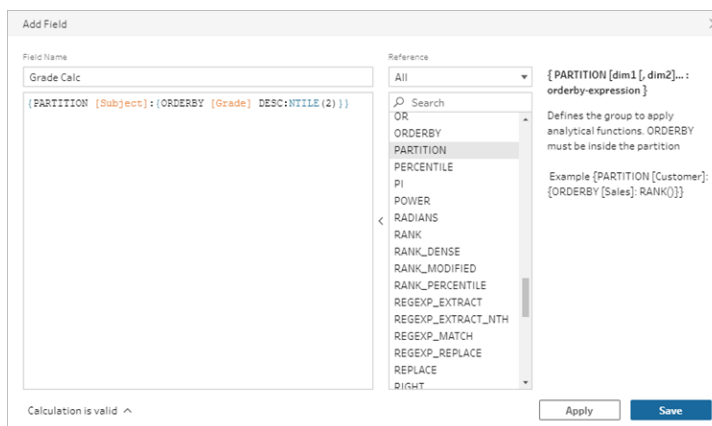 Add Field
Field Name
Grade Calc
{PARTITION [Subject]:{ORDERBY [Grade] DESC:NTILE(2)}}
Reference
All
Search
OR
ORDERBY
PARTITION
PERCENTILE
PI
POWER
RADIANS
RANK
RANK_DENSE
RANK_MODIFIED
RANK_PERCENTILE
REGEXP_EXTRACT
REGEXP_EXTRACT_NTH
REGEXP_MATCH
REGEXP_REPLACE
REPLACE
RIGHT
{ PARTITION [dim1 [, dim2]... :
orderby-expression }
Defines the group to apply
analytical functions. ORDERBY
must be inside the partition
Example {PARTITION [Customer]:
{ORDERBY [Sales]: RANK()}}
Calculation is valid
Apply
Save